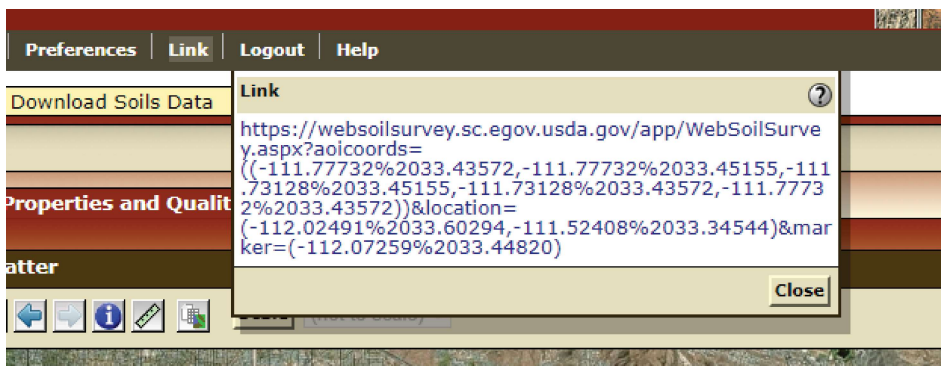 Preferences Link Logout Help
Link
Download Soils Data
https://websoilsurvey.sc.egov.usda.gov/app/WebSoilSurve
y.aspx?aoicoords=
((-111.77732%2033.43572,-111.77732%2033.45155,-111
.73128%2033.45155,-111.73128%2033.43572,-111.7773
2%2033.43572))&location=
(-112.02491%2033.60294,-111.52408%2033.34544)&mar
ker=(-112.07259%2033.44820)
Properties and Qualit
atter
Close